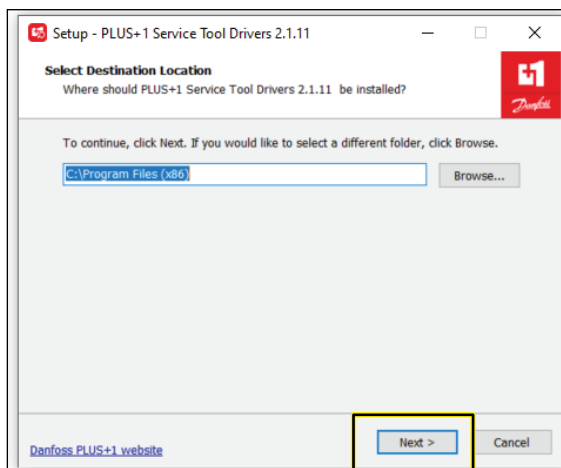 Setup - PLUS+1 Service Tool Drivers 2.1.11
Select Destination Location
Where should PLUS+1 Service Tool Drivers 2.1.11 be installed?
+1
Danfoss
To continue, click Next. If you would like to select a different folder, click Browse.
C:\Program Files (x86)
Browse...
Danfoss PLUS+1 website
Next >
Cancel